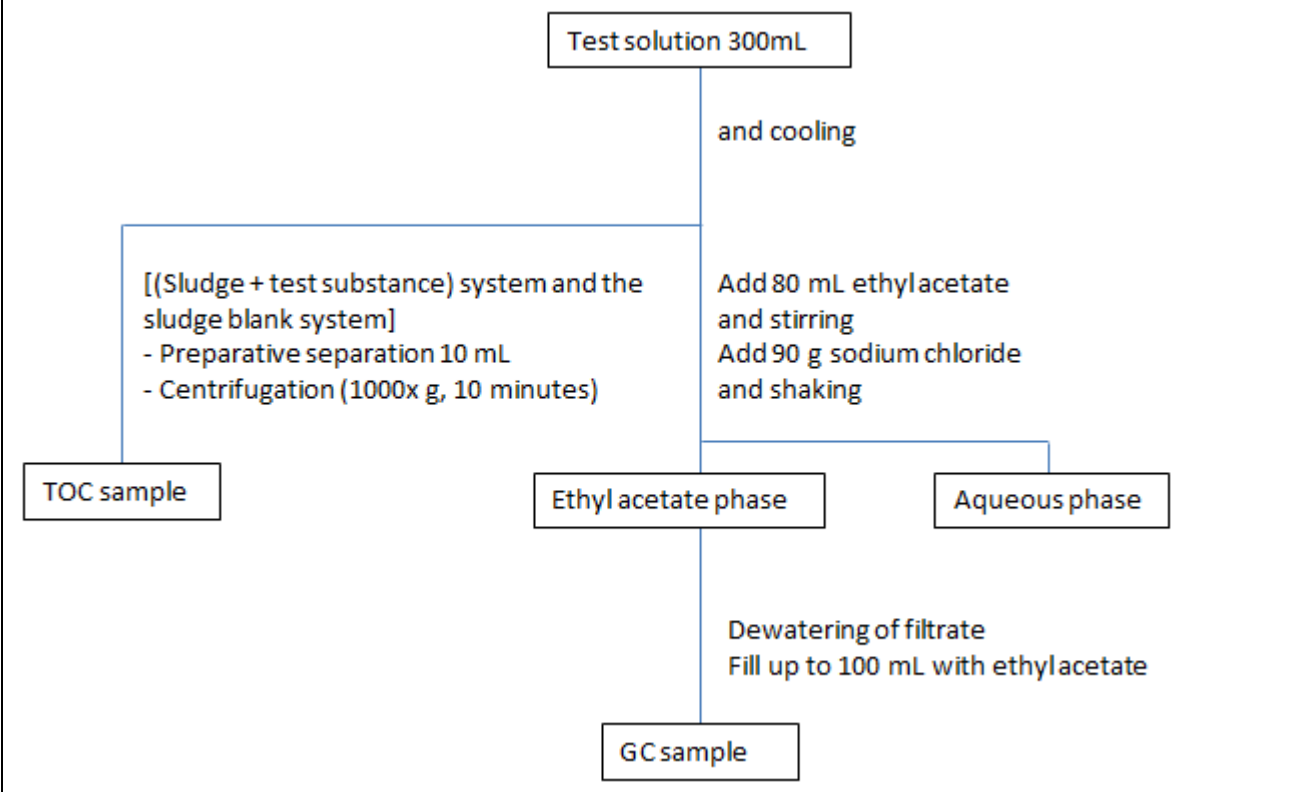 Test solution 300mL
and cooling
[(Sludge + test substance) system and the
sludge blank system]
- Preparative separation 10 mL
- Centrifugation (1000x g, 10 minutes)
Add 80 mL ethyl acetate
and stirring
Add 90 g sodium chloride
and shaking
TOC sample
Ethyl acetate phase
Aqueous phase
Dewatering of filtrate
Fill up to 100 mL with ethyl acetate
GC sample